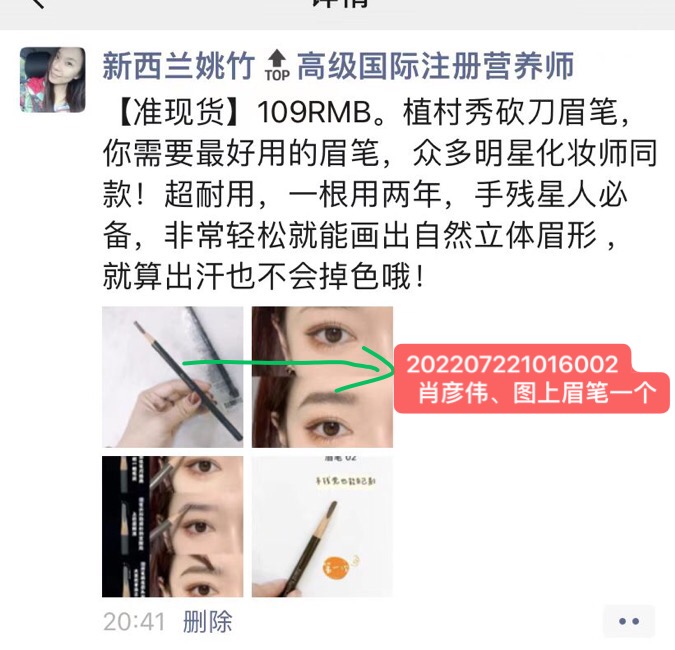 详情
新西兰姚竹 TOP 高级国际注册营养师
【准现货】109RMB。植村秀砍刀眉笔，
你需要最好用的眉笔，众多明星化妆师同
款！超耐用，一根用两年，手残星人必
备，非常轻松就能画出自然立体眉形，
就算出汗也不会掉色哦！
202207221016002
肖彦伟、图上眉笔一个
眉笔 02
20:41 删除